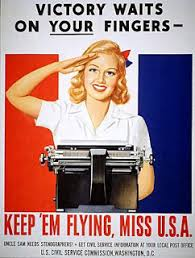 VICTORY WAITS
ON YOUR FINGERS—
KEEP 'EM FLYING, MISS U.S.A.
UNCLE SAM NEEDS STENOGRAPHERS! • GET CIVIL SERVICE INFORMATION AT YOUR LOCAL POST OFFICE
U. S. CIVIL SERVICE COMMISSION, WASHINGTON, D.C.